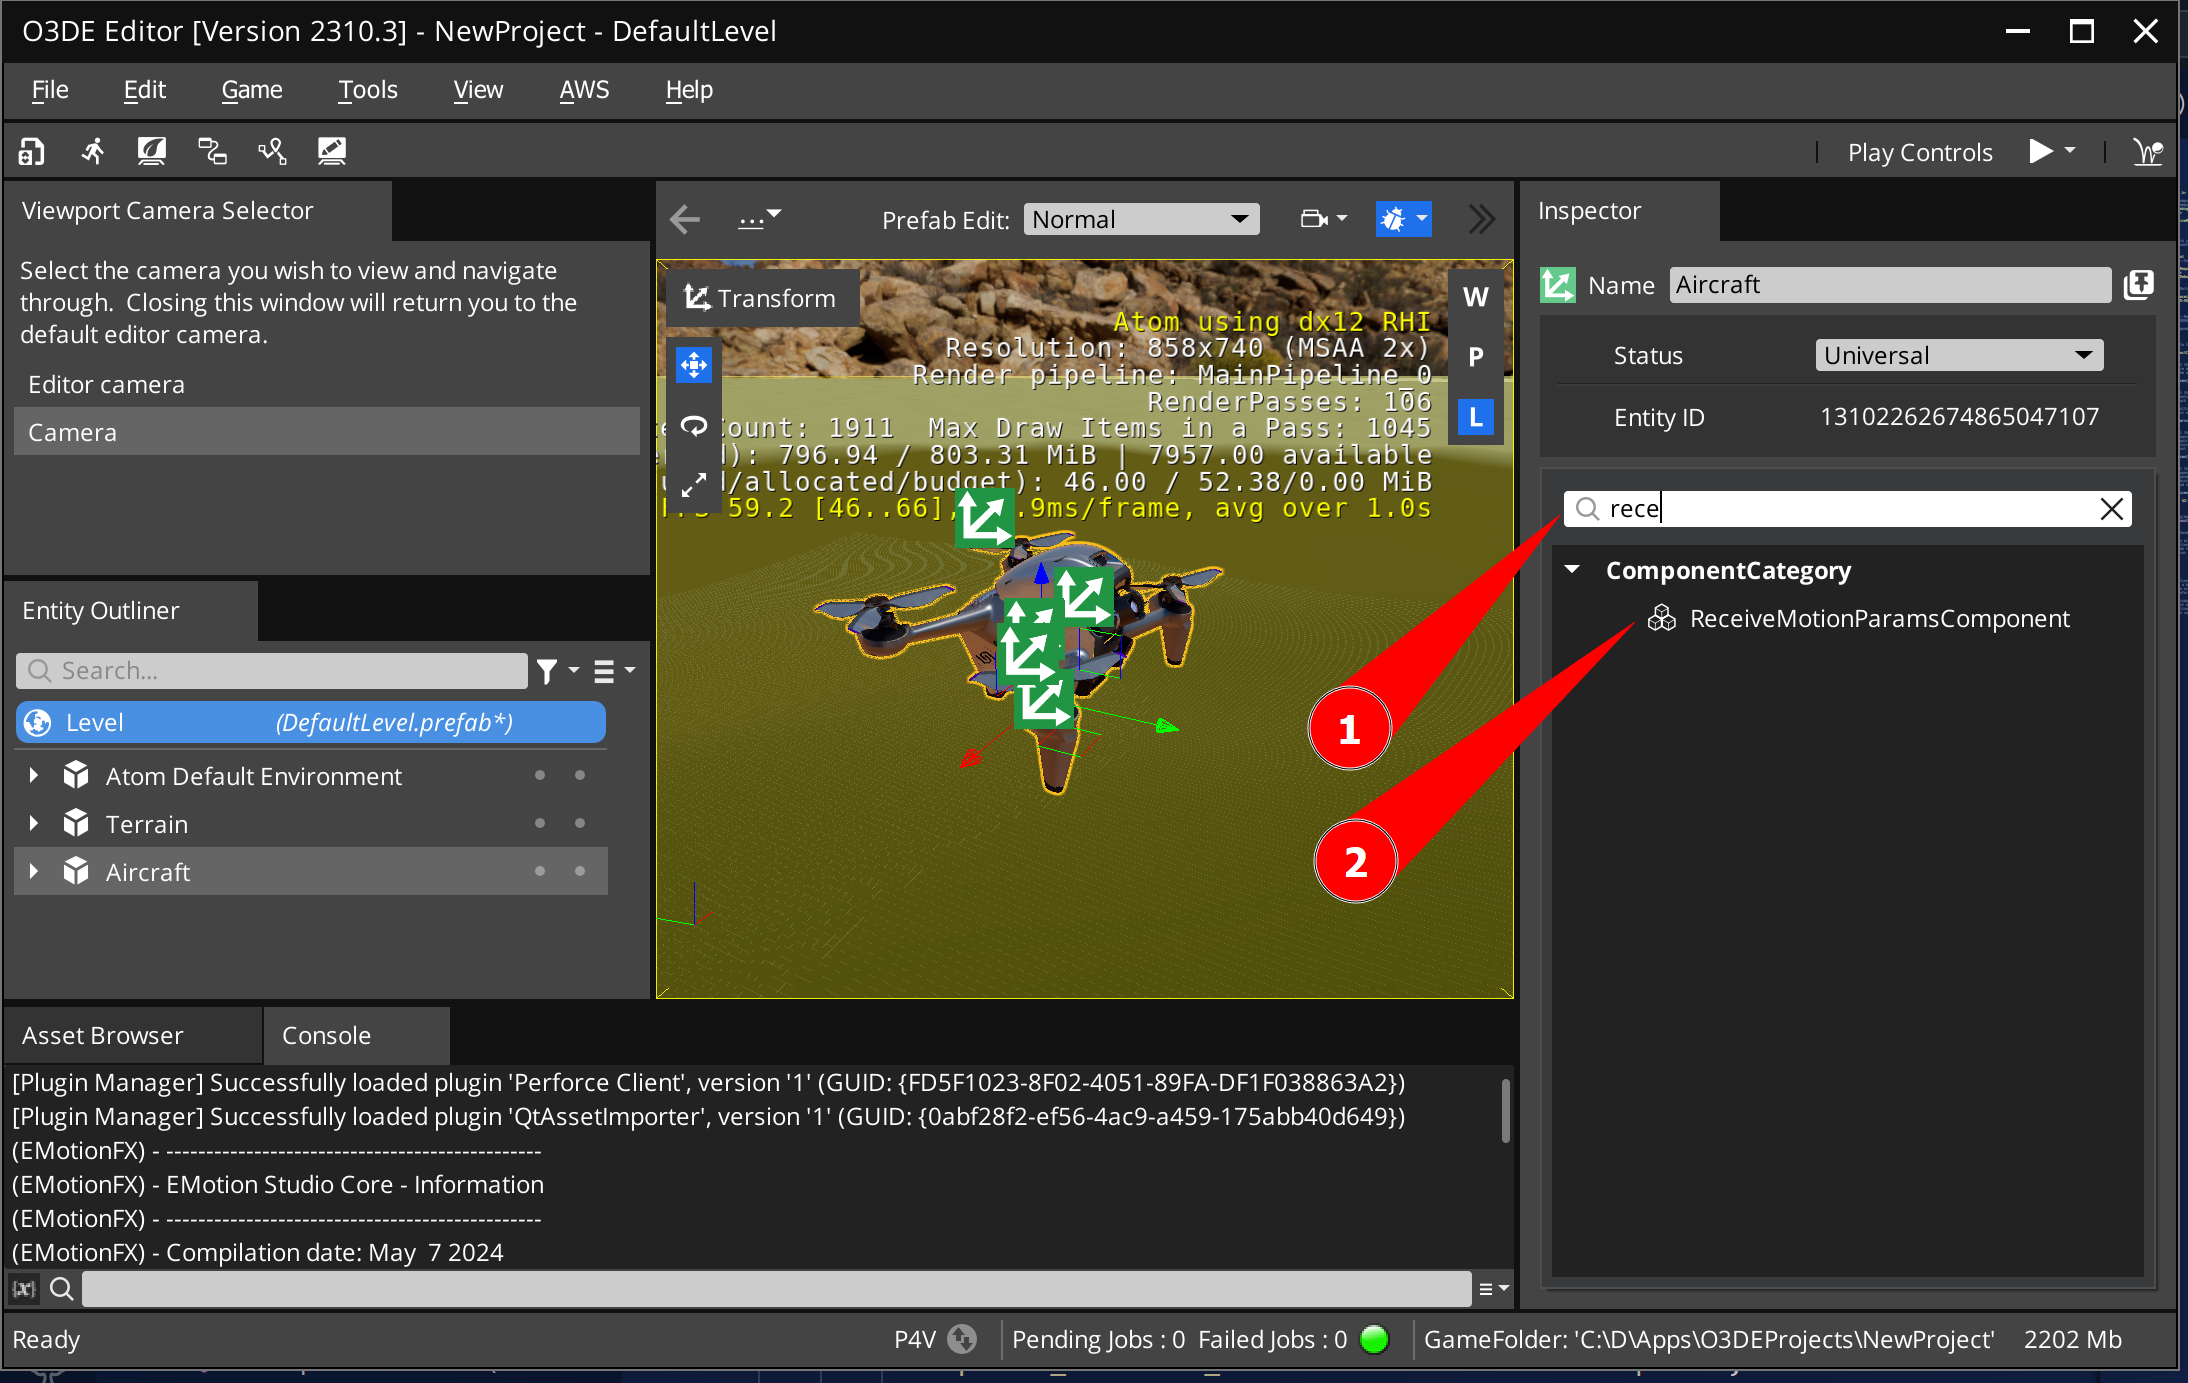 O3DE Editor [Version 2310.3] - NewProject - DefaultLevel
File Edit Game Tools View AWS Help
Play Controls
Viewport Camera Selector
Select the camera you wish to view and navigate
through. Closing this window will return you to the
default editor camera.
Editor camera
Camera
Entity Outliner
Search...
Level (DefaultLevel.prefab*)
Atom Default Environment
Terrain
Aircraft
Prefab Edit: Normal
Transform
W
P
L
Atom using dx12 RHI
Resolution: 858x740 (MSAA 2x)
Render pipeline: MainPipeline_0
RenderPasses: 106
Count: 1911 Max Draw Items in a Pass: 1045
796.94 / 803.31 MiB | 7957.00 available
/allocated/budget): 46.00 / 52.38/0.00 MiB
59.2 [46..66], .9ms/frame, avg over 1.0s
1
2
Inspector
Name Aircraft
Status Universal
Entity ID 13102262674865047107
rece
ComponentCategory
ReceiveMotionParamsComponent
Asset Browser Console
[Plugin Manager] Successfully loaded plugin 'Perforce Client', version '1' (GUID: {FD5F1023-8F02-4051-89FA-DF1F038863A2})
[Plugin Manager] Successfully loaded plugin 'QtAssetImporter', version '1' (GUID: {0abf28f2-ef56-4ac9-a459-175abb40d649})
(EMotionFX) - -----------------------------------------------
(EMotionFX) - EMotion Studio Core - Information
(EMotionFX) - -----------------------------------------------
(EMotionFX) - Compilation date: May 7 2024
Ready
P4V Pending Jobs : 0 Failed Jobs : 0 GameFolder: 'C:\D\Apps\O3DEProjects\NewProject' 2202 Mb